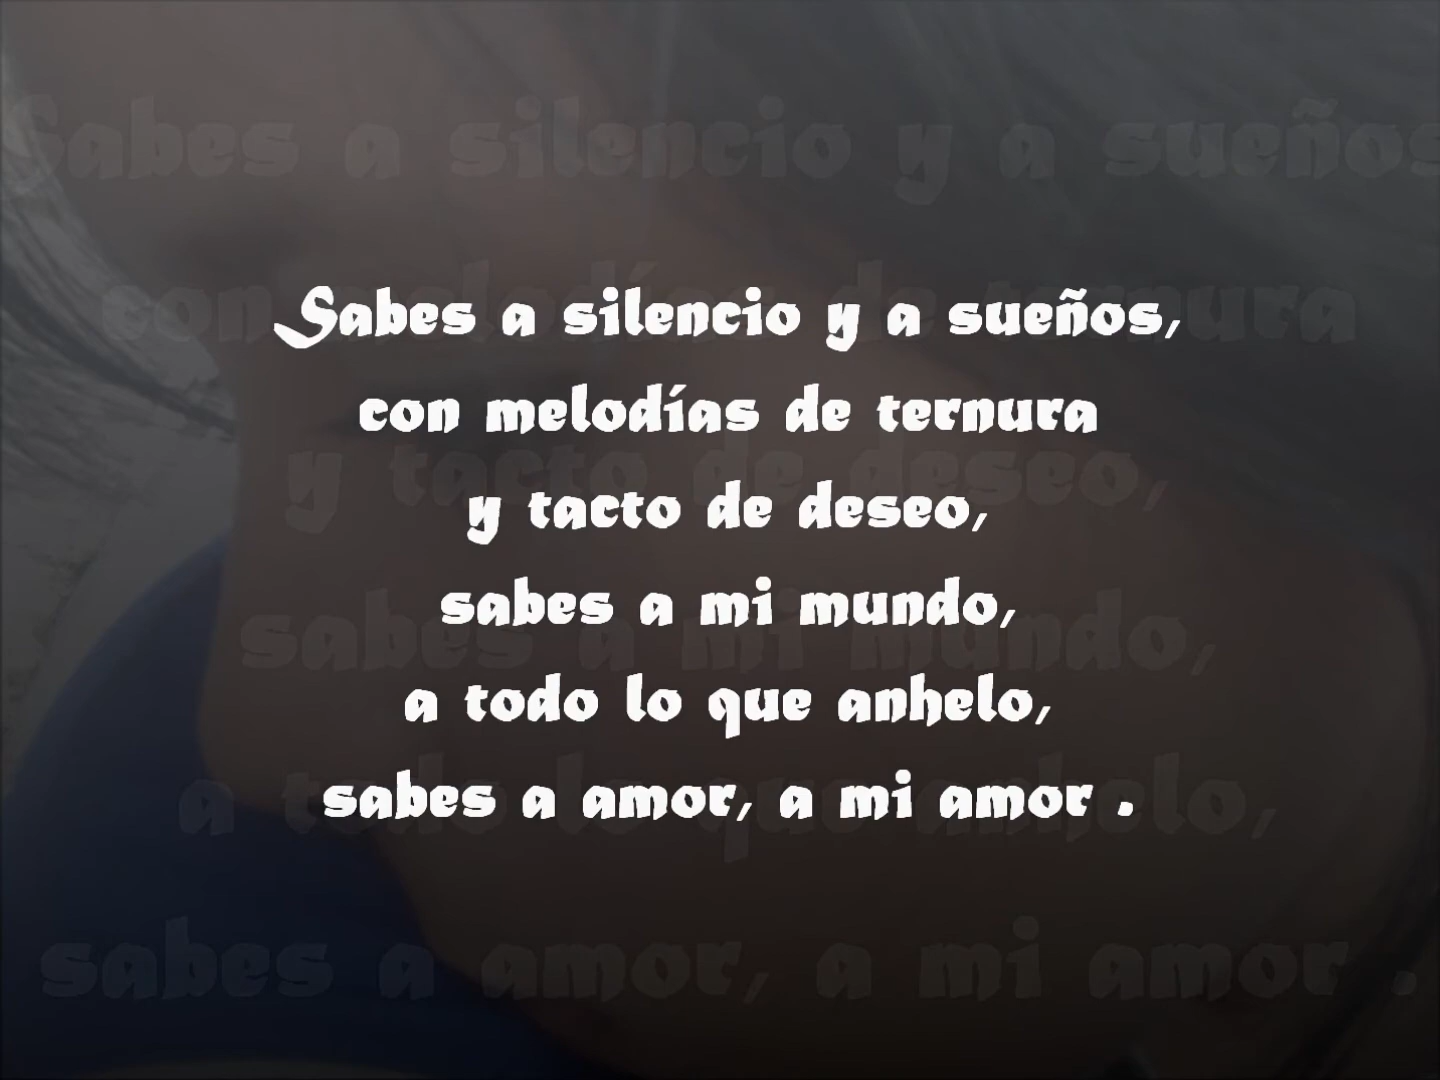 Sabes a silencio y a sueños,
con melodías de ternura
y tacto de deseo,
sabes a mi mundo,
a todo lo que anhelo,
sabes a amor, a mi amor .